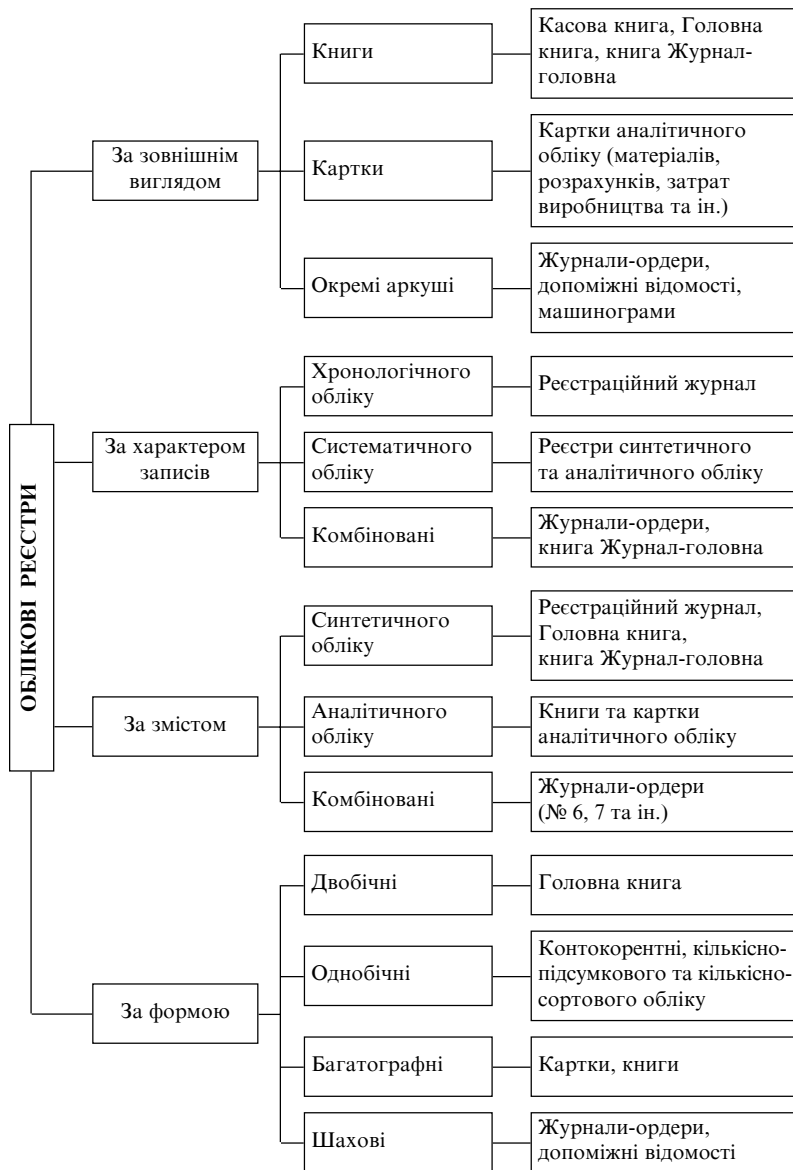 ОБЛІКОВІ РЕЄСТРИ
За зовнішнім
виглядом
Книги
Касова книга, Головна
книга, книга Журнал-
головна
Картки
Картки аналітичного
обліку (матеріалів,
розрахунків, затрат
виробництва та ін.)
Окремі аркуші
Журнали-ордери,
допоміжні відомості,
машинограми
За характером
записів
Хронологічного
обліку
Реєстраційний журнал
Систематичного
обліку
Реєстри синтетичного
та аналітичного обліку
Комбіновані
Журнали-ордери,
книга Журнал-головна
За змістом
Синтетичного
обліку
Реєстраційний журнал,
Головна книга,
книга Журнал-головна
Аналітичного
обліку
Книги та картки
аналітичного обліку
Комбіновані
Журнали-ордери
(№ 6, 7 та ін.)
За формою
Двобічні
Головна книга
Однобічні
Контокорентні, кількісно-
підсумкового та кількісно-
сортового обліку
Багатографні
Картки, книги
Шахові
Журнали-ордери,
допоміжні відомості